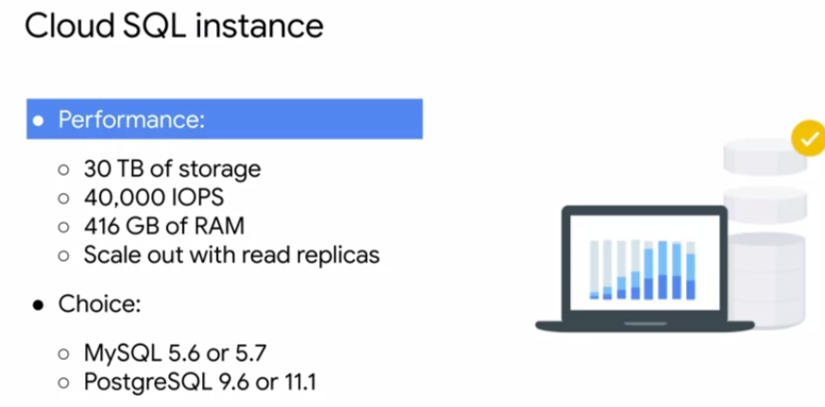 Cloud SQL instance
● Performance:
○ 30 TB of storage
○ 40,000 IOPS
○ 416 GB of RAM
○ Scale out with read replicas
● Choice:
○ MySQL 5.6 or 5.7
○ PostgreSQL 9.6 or 11.1